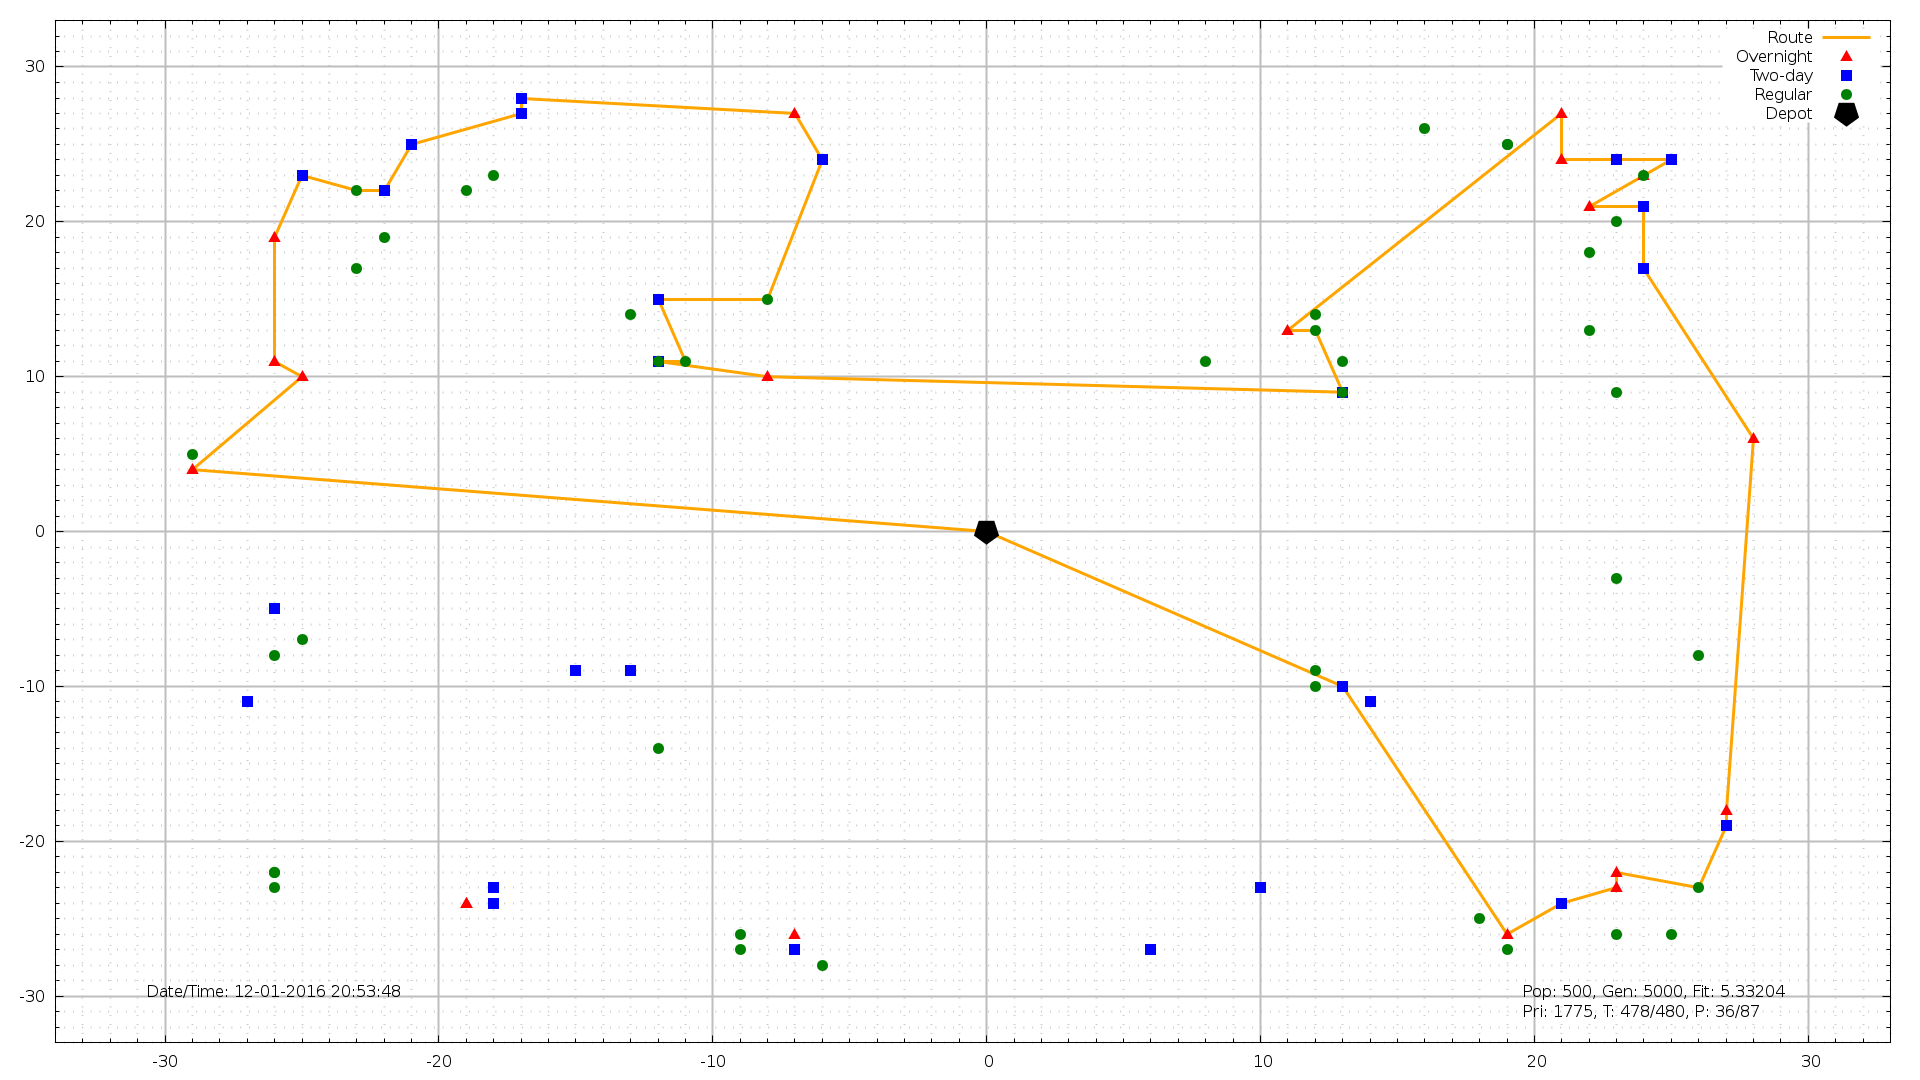 Route
Overnight
Two-day
Regular
Depot
30
20
10
0
-10
-20
-30
Date/Time: 12-01-2016 20:53:48
Pop: 500, Gen: 5000, Fit: 5.33204
Pri: 1775, T: 478/480, P: 36/87
-30 -20 -10 0 10 20 30